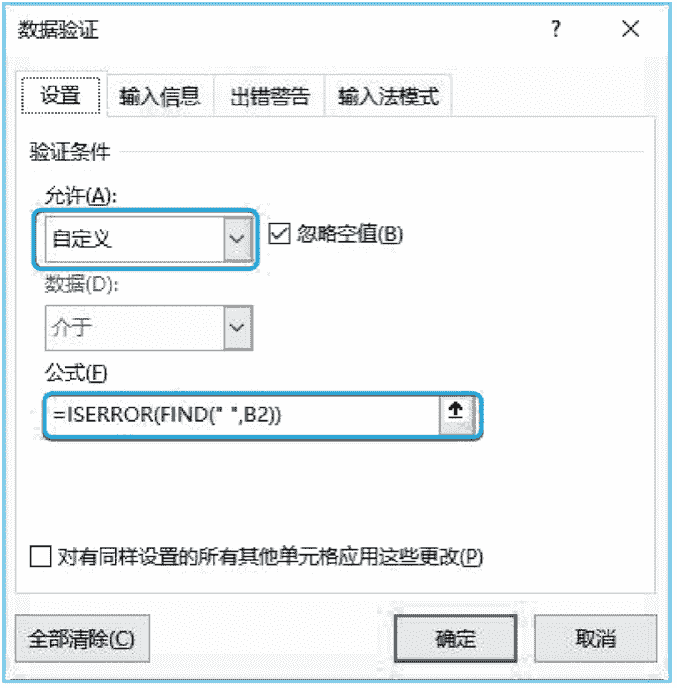 数据验证 ?
设置 输入信息 出错警告 输入法模式
验证条件
允许(A):
自定义 忽略空值(B)
数据(D):
介于
公式(F)
=ISERROR(FIND(" ",B2))
对有同样设置的所有其他单元格应用这些更改(P)
全部清除(C) 确定 取消